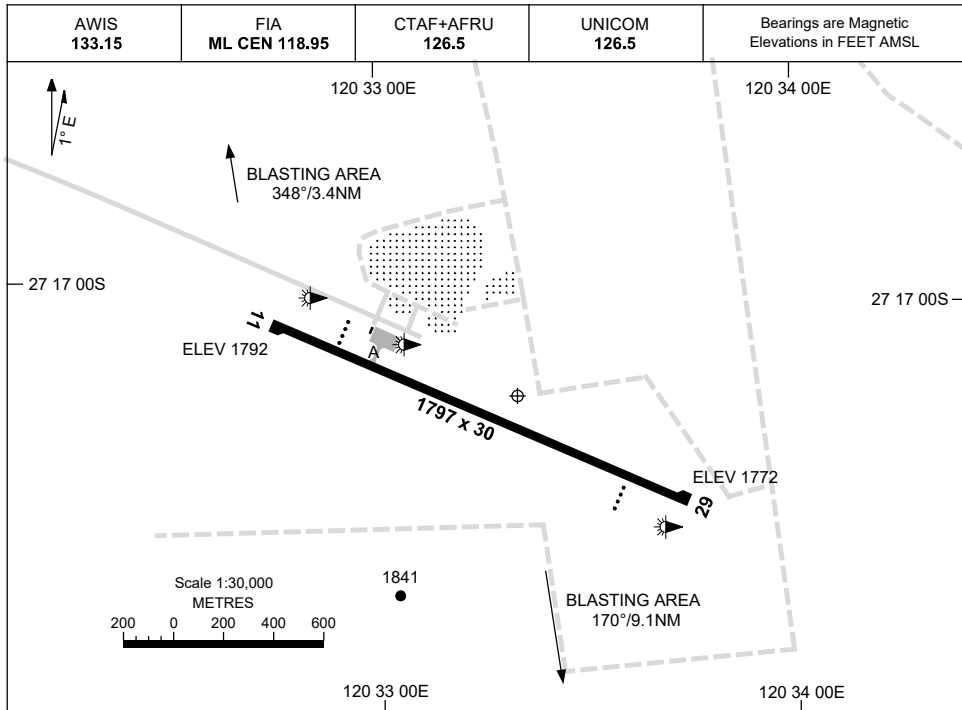 AWIS
133.15
FIA
ML CEN 118.95
CTAF+AFRU
126.5
UNICOM
126.5
Bearings are Magnetic
Elevations in FEET AMSL
120 33 00E
120 34 00E
1° E
BLASTING AREA
348°/3.4NM
27 17 00S
27 17 00S
11
ELEV 1792
A
1797 x 30
ELEV 1772
29
1841
Scale 1:30,000
METRES
200 0 200 400 600
BLASTING AREA
170°/9.1NM
120 33 00E
120 34 00E